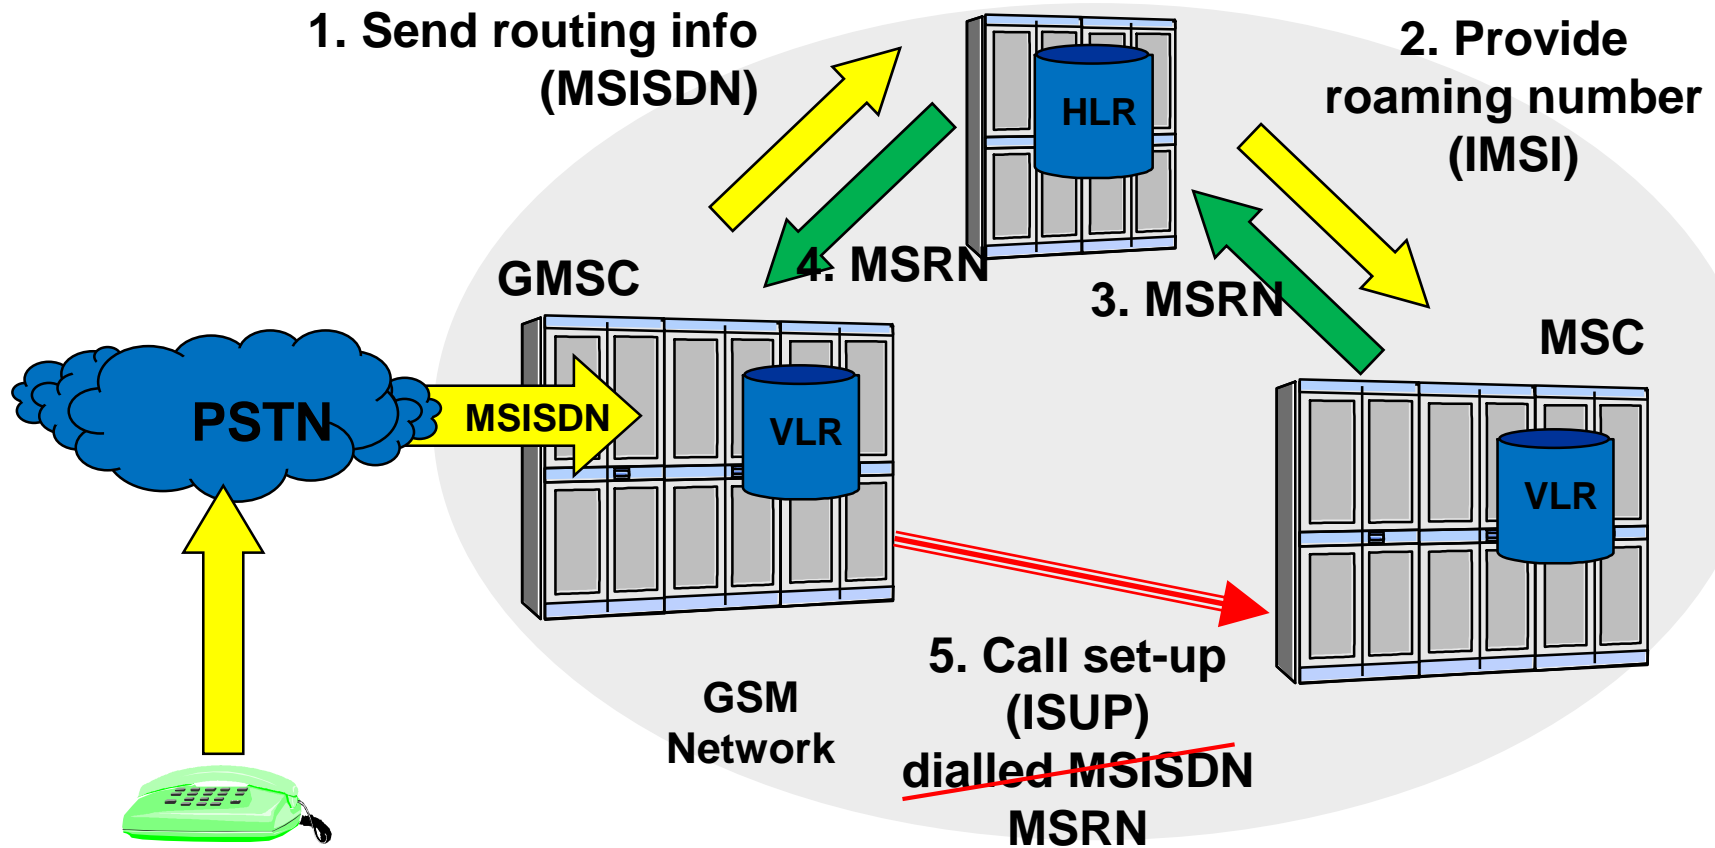 1. Send routing info
(MSISDN)
2. Provide
roaming number
(IMSI)
HLR
GMSC
4. MSRN
3. MSRN
MSC
PSTN
MSISDN
VLR
VLR
5. Call set-up
(ISUP)
dialled MSISDN
MSRN
GSM
Network